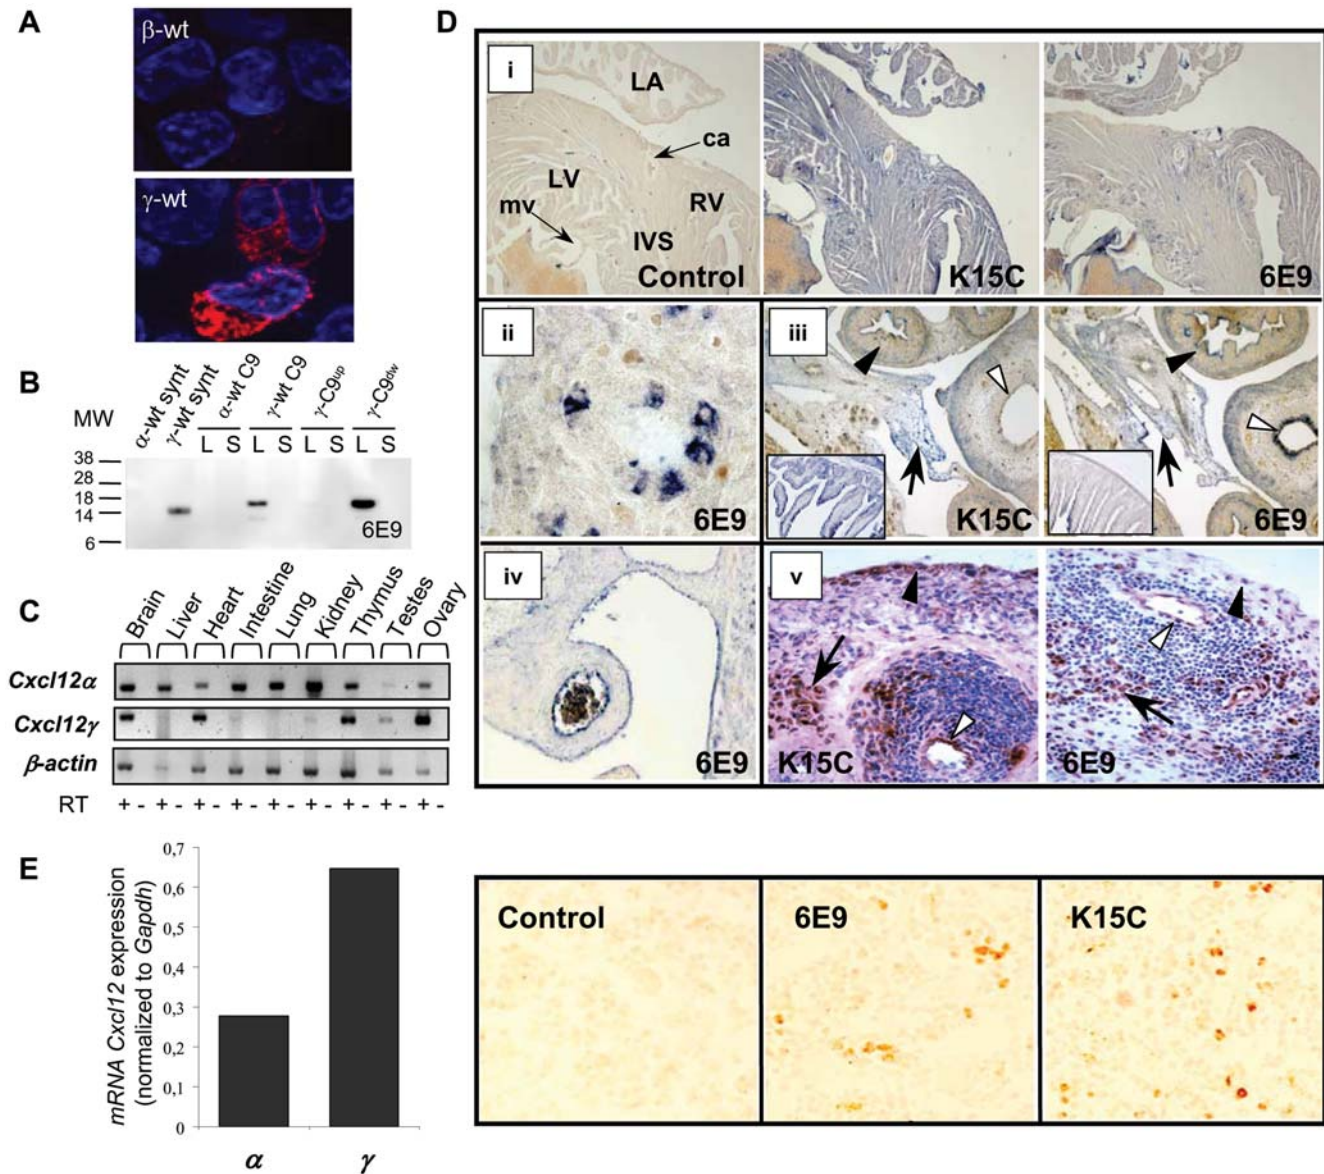 A
β-wt
γ-wt
B
α-wt synt
γ-wt synt
α-wt C9
γ-wt C9
γ-C9up
γ-C9dw
MW
L S L S L S L S
38
28
18
14
6
6E9
C
Brain
Liver
Heart
Intestine
Lung
Kidney
Thymus
Testes
Ovary
Cxcl12α
Cxcl12γ
β-actin
RT + - + - + - + - + - + - + - + - + -
D
i
LA
ca
LV
mv
RV
IVS
Control
K15C
6E9
ii
6E9
iii
K15C
6E9
iv
6E9
v
K15C
6E9
E
mRNA Cxcl12 expression
(normalized to Gapdh)
0,7
0,6
0,5
0,4
0,3
0,2
0,1
0
α
γ
Control
6E9
K15C